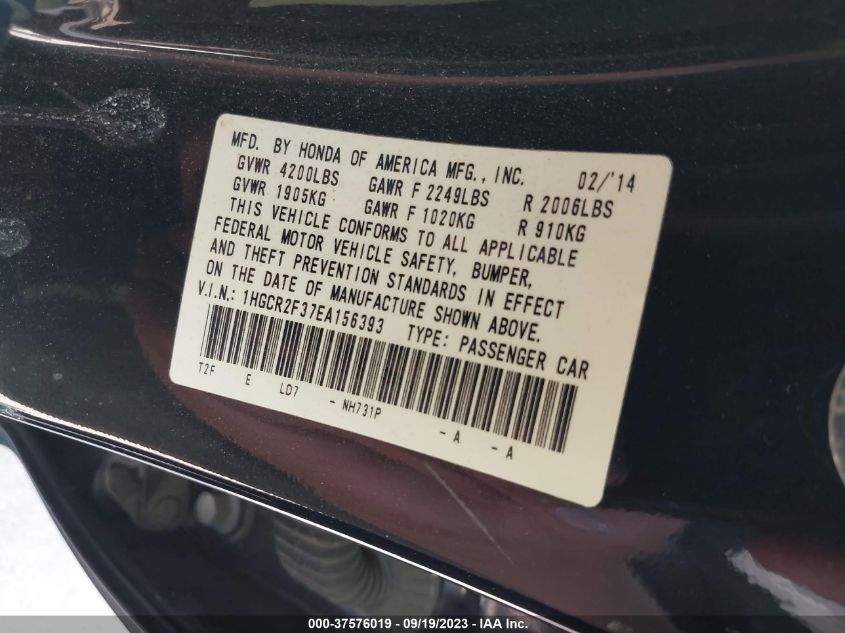 MFD. BY HONDA OF AMERICA MFG., INC. 02/'14
GVWR 4200LBS GAWR F 2249LBS R 2006LBS
GVWR 1905KG GAWR F 1020KG R 910KG
THIS VEHICLE CONFORMS TO ALL APPLICABLE
FEDERAL MOTOR VEHICLE SAFETY, BUMPER,
AND THEFT PREVENTION STANDARDS IN EFFECT
ON THE DATE OF MANUFACTURE SHOWN ABOVE.
V.I.N.: 1HGCR2F37EA156393 TYPE: PASSENGER CAR
T2F E LD7 - NH731P - A - A
000-37576019 - 09/19/2023 - IAA Inc.